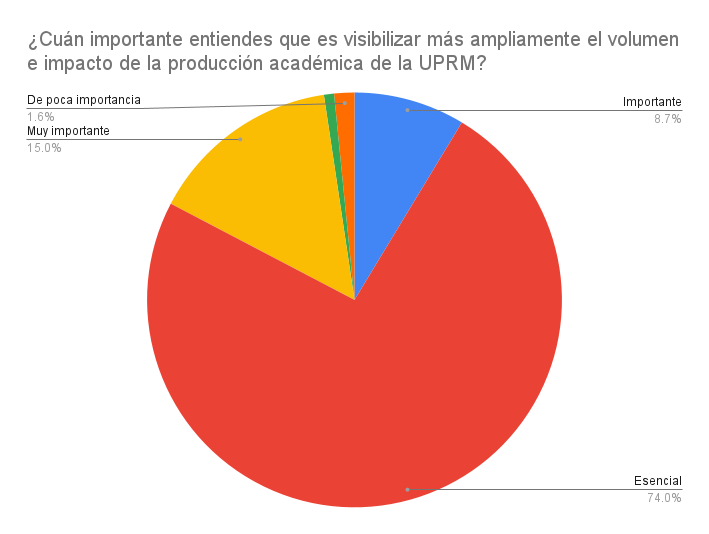 ¿Cuán importante entiendes que es visibilizar más ampliamente el volumen
e impacto de la producción académica de la UPRM?
De poca importancia
1.6%
Muy importante
15.0%
Importante
8.7%
Esencial
74.0%